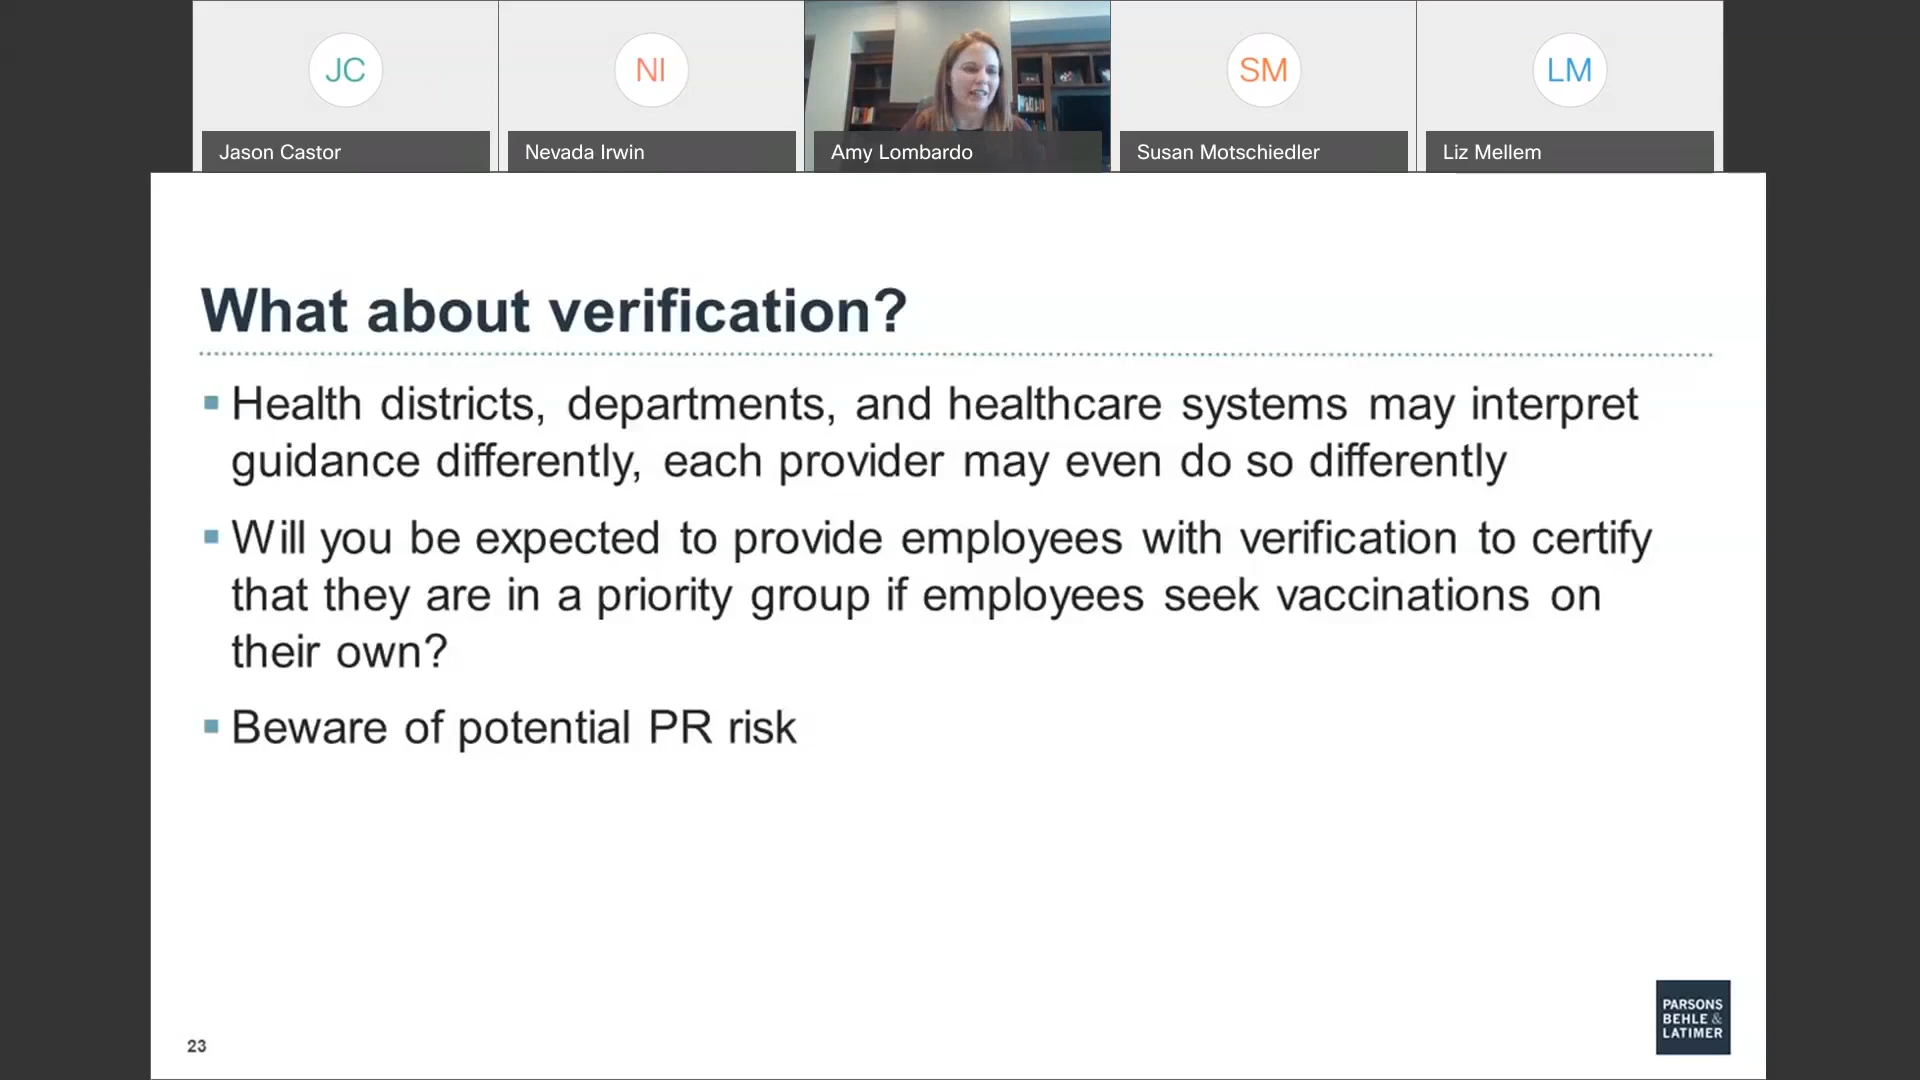 JC
NI
SM
LM
Jason Castor
Nevada Irwin
Amy Lombardo
Susan Motschiedler
Liz Mellem
What about verification?
Health districts, departments, and healthcare systems may interpret
guidance differently, each provider may even do so differently
Will you be expected to provide employees with verification to certify
that they are in a priority group if employees seek vaccinations on
their own?
Beware of potential PR risk
PARSONS
BEHLE &
LATIMER
23